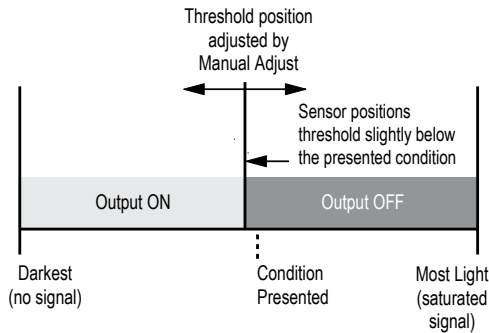 Threshold position
adjusted by
Manual Adjust
Sensor positions
threshold slightly below
the presented condition
Output ON
Output OFF
Darkest
(no signal)
Condition
Presented
Most Light
(saturated
signal)